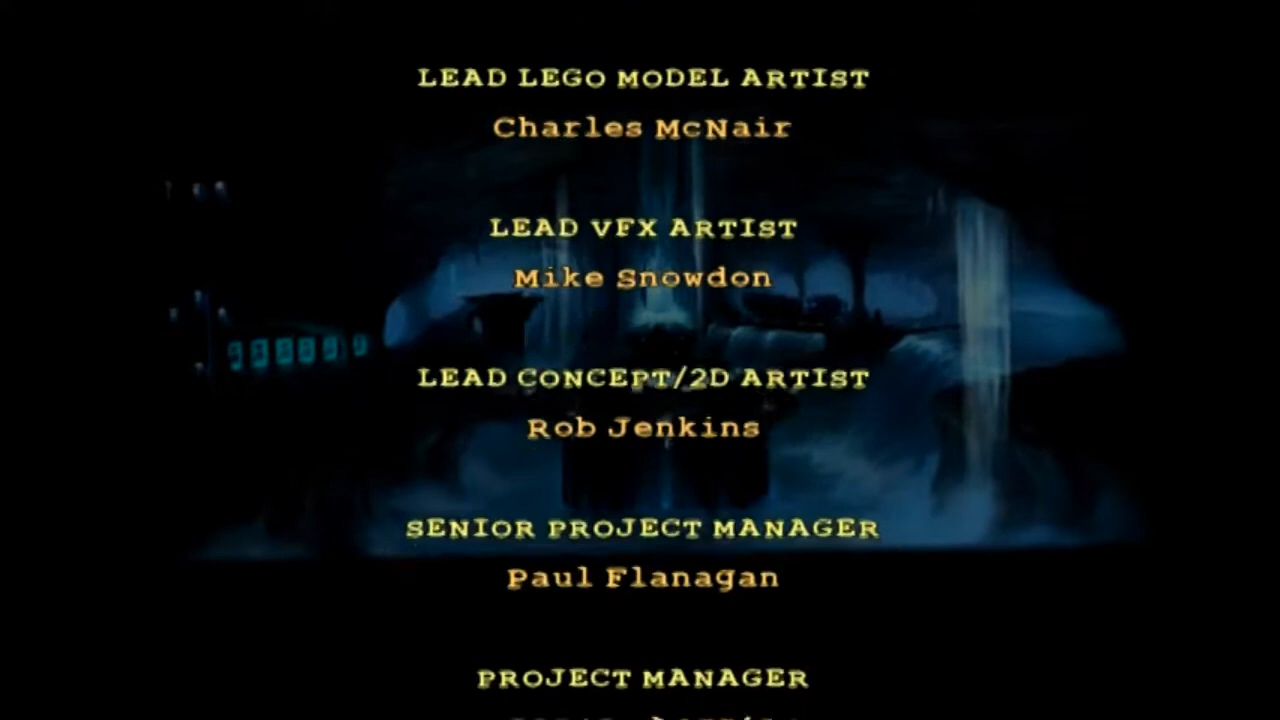 LEAD LEGO MODEL ARTIST
Charles McNair
LEAD VFX ARTIST
Mike Snowdon
LEAD CONCEPT/2D ARTIST
Rob Jenkins
SENIOR PROJECT MANAGER
Paul Flanagan
PROJECT MANAGER